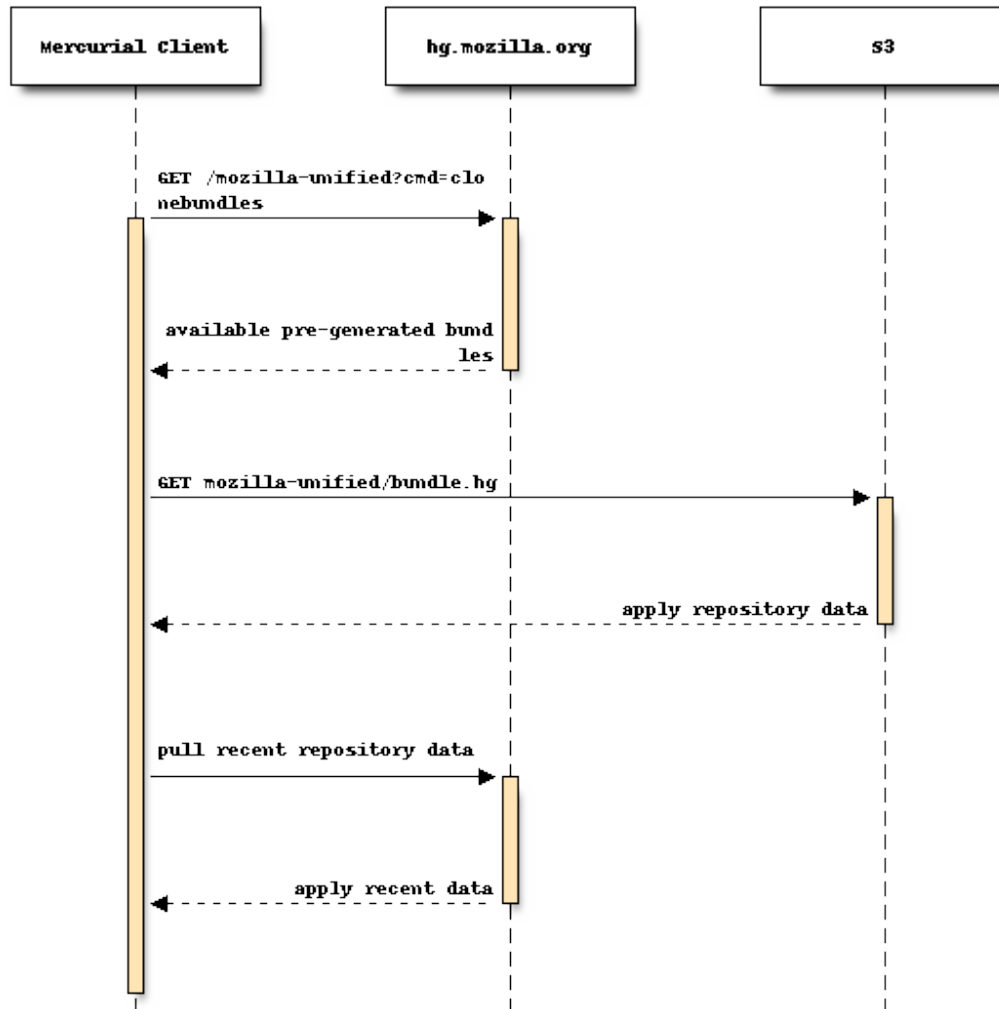 Mercurial Client
hg.mozilla.org
S3
GET /mozilla-unified?cmd=clo
nebundles
available pre-generated bund
les
GET mozilla-unified/bundle.hg
apply repository data
pull recent repository data
apply recent data